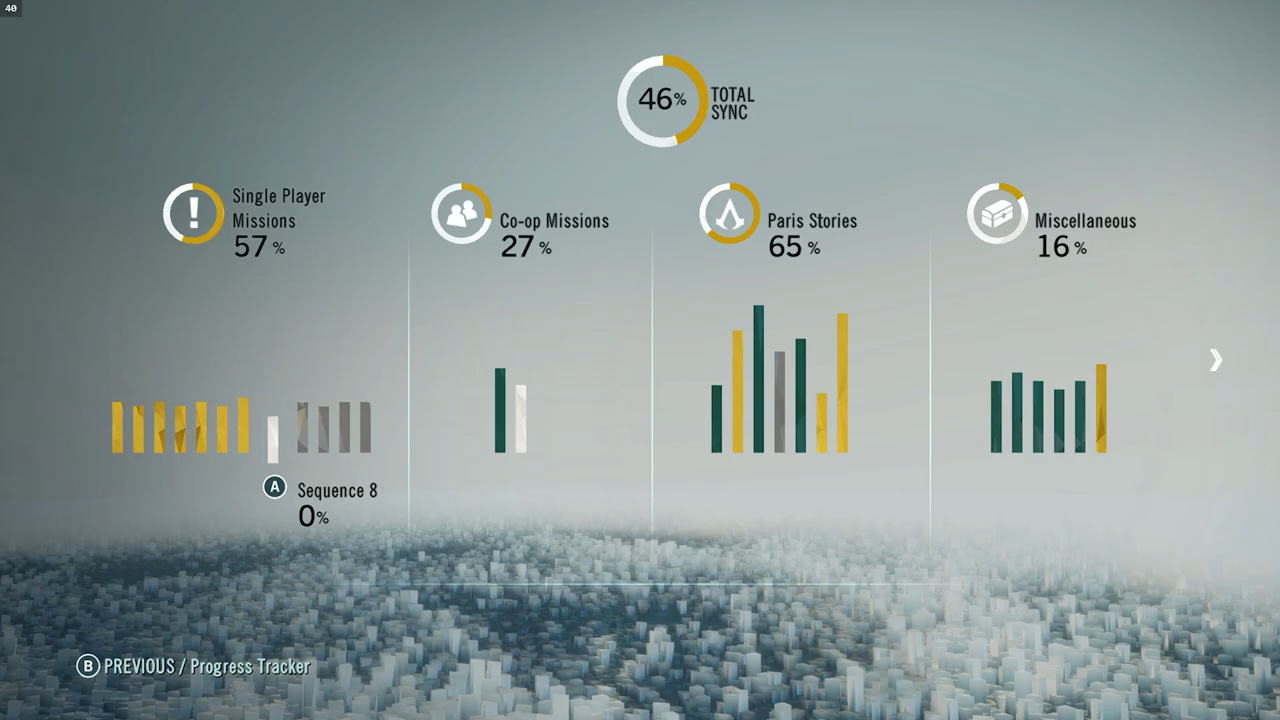 40
46%
TOTAL
SYNC
Single Player
Missions
57 %
Co-op Missions
27 %
Paris Stories
65 %
Miscellaneous
16 %
A
Sequence 8
0%
B PREVIOUS / Progress Tracker